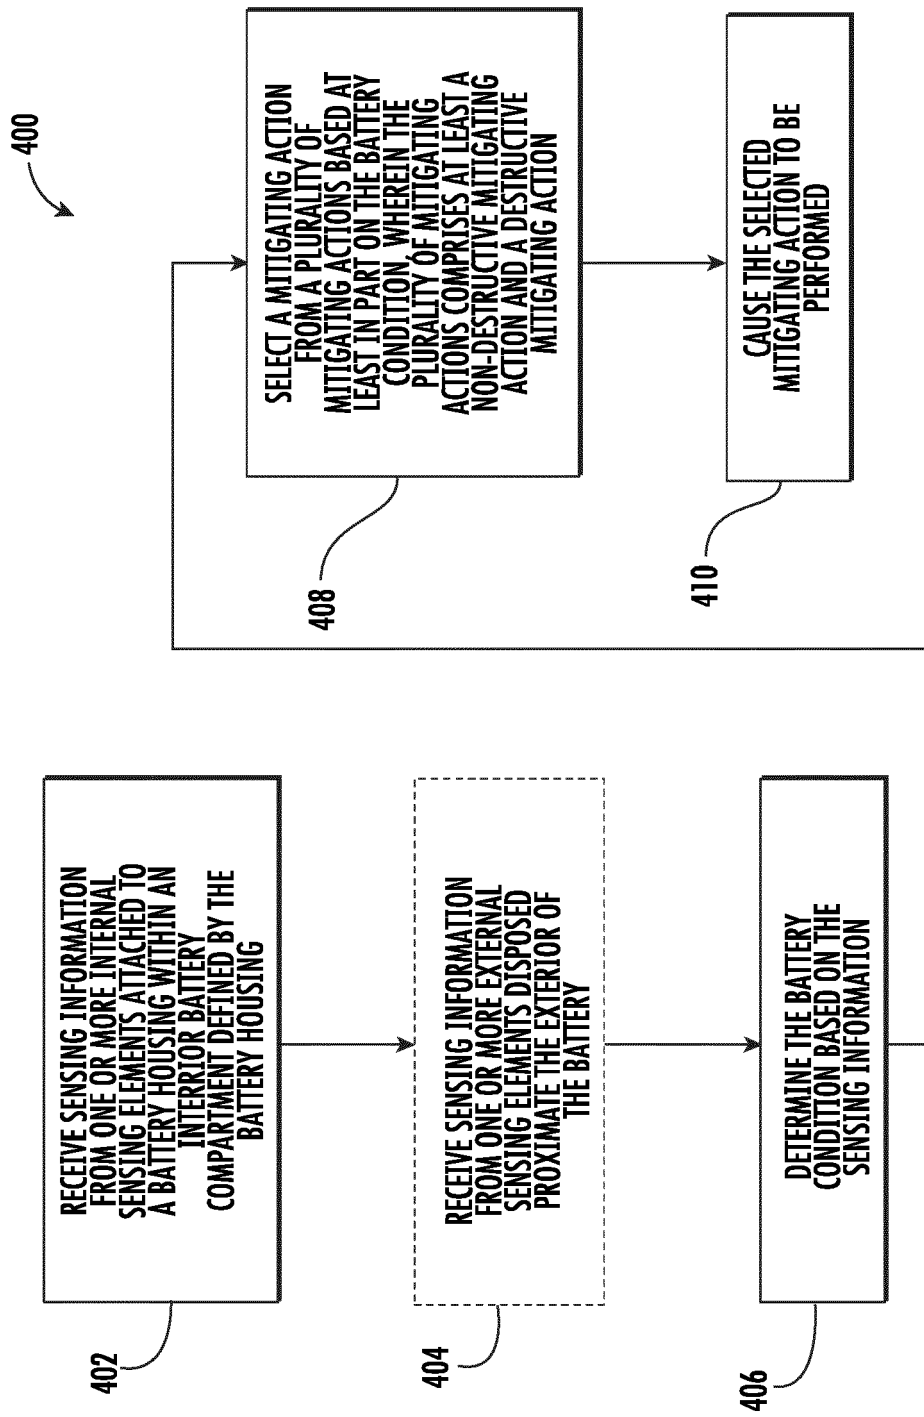 400
RECEIVE SENSING INFORMATION
FROM ONE OR MORE INTERNAL
SENSING ELEMENTS ATTACHED TO
A BATTERY HOUSING WITHIN AN
INTERRIOR BATTERY
COMPARTMENT DEFINED BY THE
BATTERY HOUSING
402
RECEIVE SENSING INFORMATION
FROM ONE OR MORE EXTERNAL
SENSING ELEMENTS DISPOSED
PROXIMATE THE EXTERIOR OF
THE BATTERY
404
DETERMINE THE BATTERY
CONDITION BASED ON THE
SENSING INFORMATION
406
SELECT A MITIGATING ACTION
FROM A PLURALITY OF
MITIGATING ACTIONS BASED AT
LEAST IN PART ON THE BATTERY
CONDITION, WHEREIN THE
PLURALITY OF MITIGATING
ACTIONS COMPRISES AT LEAST A
NON-DESTRUCTIVE MITIGATING
ACTION AND A DESTRUCTIVE
MITIGATING ACTION
408
CAUSE THE SELECTED
MITIGATING ACTION TO BE
PERFORMED
410